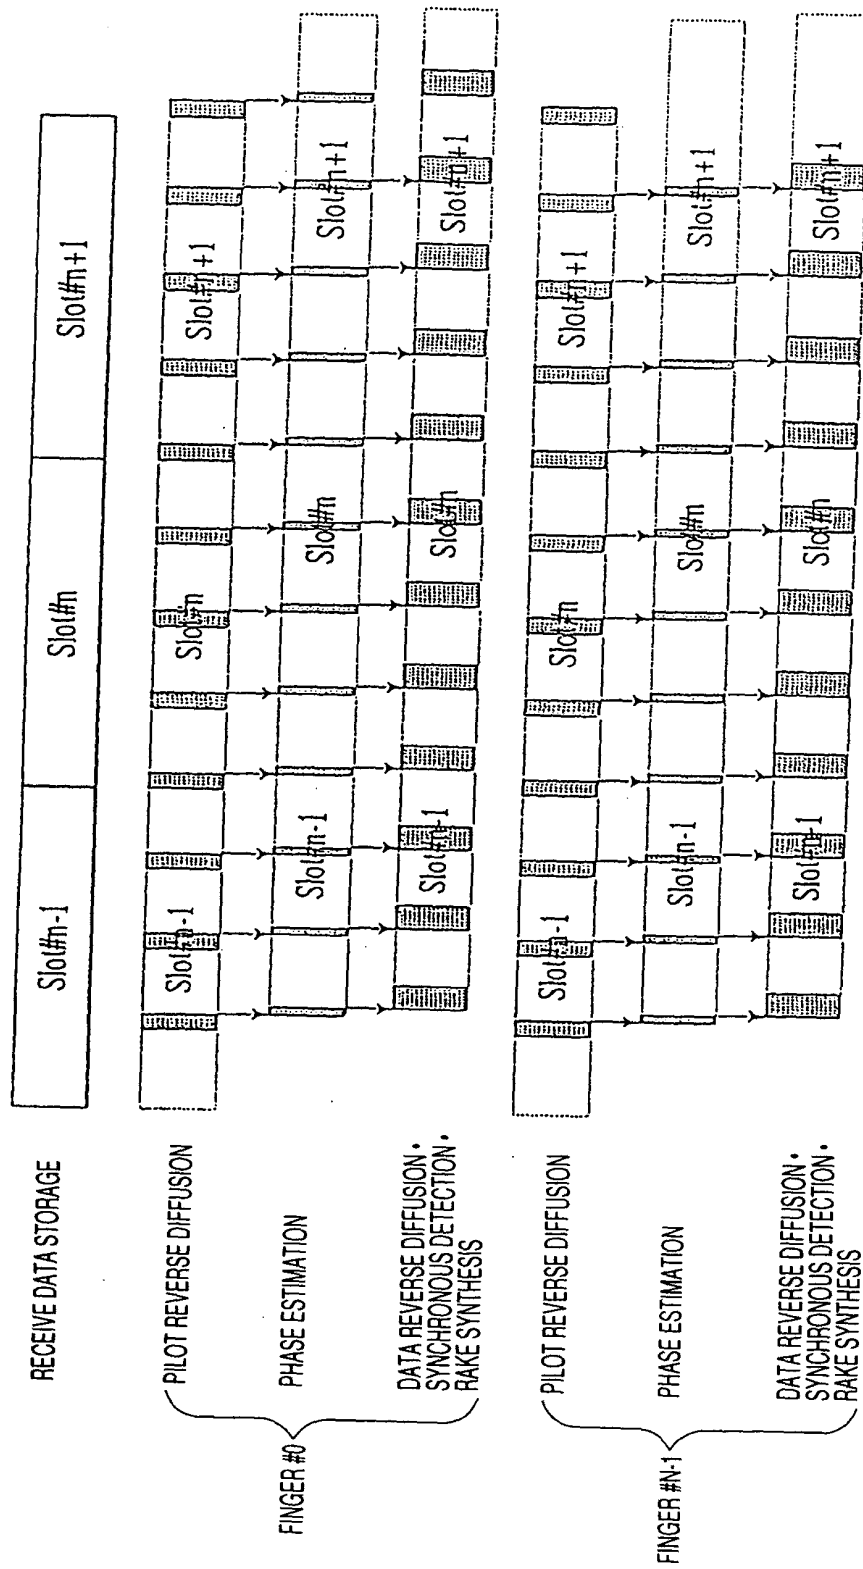 RECEIVE DATA STORAGE
Slot#n-1
Slot#n
Slot#n+1
FINGER #0
PILOT REVERSE DIFFUSION
Slot#n-1
Slot#n
Slot#n+1
PHASE ESTIMATION
Slot#n-1
Slot#n
Slot#n+1
DATA REVERSE DIFFUSION・
SYNCHRONOUS DETECTION・
RAKE SYNTHESIS
Slot#n-1
Slot#n
Slot#n+1
FINGER #N-1
PILOT REVERSE DIFFUSION
Slot#n-1
Slot#n
Slot#n+1
PHASE ESTIMATION
Slot#n-1
Slot#n
Slot#n+1
DATA REVERSE DIFFUSION・
SYNCHRONOUS DETECTION・
RAKE SYNTHESIS
Slot#n-1
Slot#n
Slot#n+1